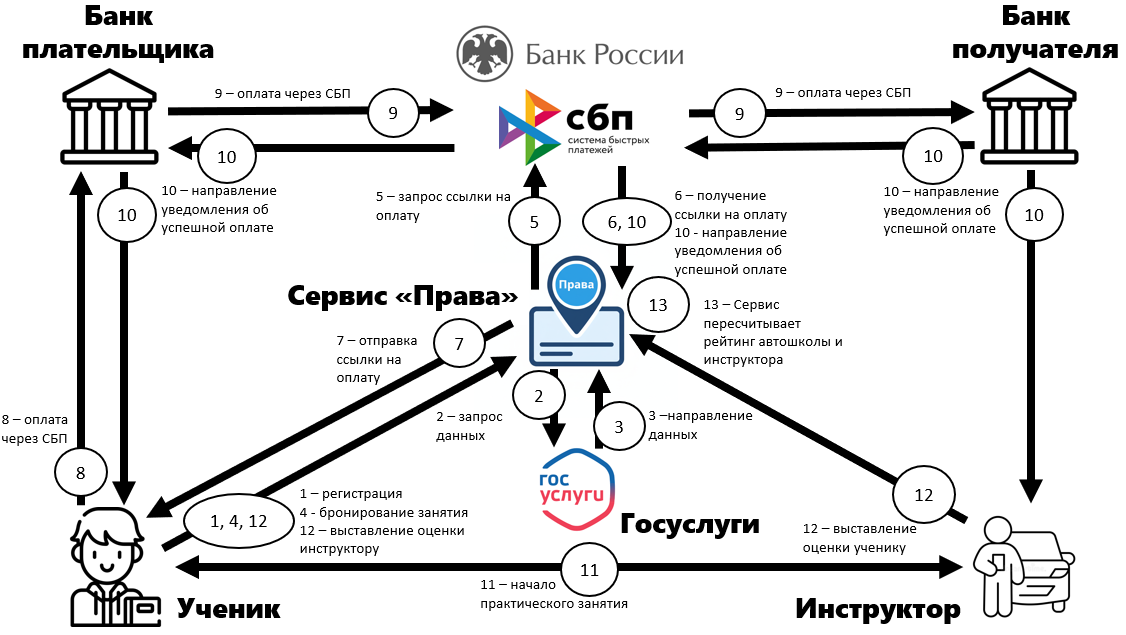 Банк
плательщика
Банк России
Банк
получателя
9 – оплата через СБП
9
сбп
система быстрых
платежей
9 – оплата через СБП
9
10
10
10
10 – направление
уведомления об
успешной оплате
5 – запрос ссылки на
оплату
5
6, 10
6 – получение
ссылки на оплату
10 - направление
уведомления об
успешной оплате
10 – направление
уведомления об
успешной оплате
10
Сервис «Права»
Права
13
13 – Сервис
пересчитывает
рейтинг автошколы и
инструктора
7 – отправка
ссылки на
оплату
7
2
2 – запрос
данных
3
3 –направление
данных
8 – оплата
через СБП
8
гос
услуги
Госуслуги
1, 4, 12
1 – регистрация
4 - бронирование занятия
12 – выставление оценки
инструктору
12
12 – выставление
оценки ученику
11
11 – начало
практического занятия
Ученик
Инструктор